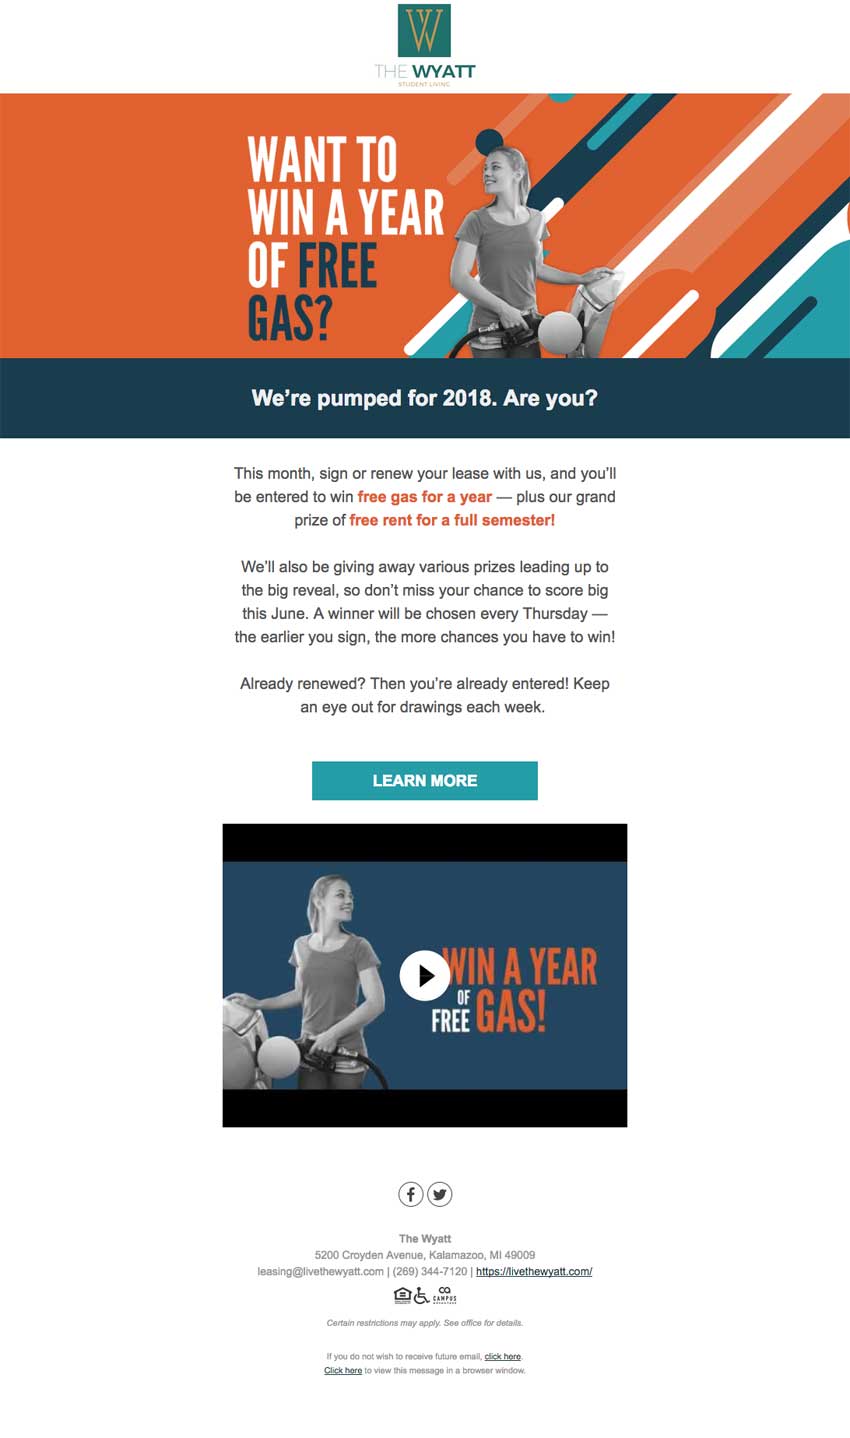 W
THE WYATT
STUDENT LIVING
WANT TO
WIN A YEAR
OF FREE
GAS?
We’re pumped for 2018. Are you?
This month, sign or renew your lease with us, and you’ll
be entered to win free gas for a year — plus our grand
prize of free rent for a full semester!
We’ll also be giving away various prizes leading up to
the big reveal, so don’t miss your chance to score big
this June. A winner will be chosen every Thursday —
the earlier you sign, the more chances you have to win!
Already renewed? Then you’re already entered! Keep
an eye out for drawings each week.
LEARN MORE
WIN A YEAR
OF
FREE GAS!
The Wyatt
5200 Croyden Avenue, Kalamazoo, MI 49009
leasing@livethewyatt.com | (269) 344-7120 | https://livethewyatt.com/
CAMPUS
Certain restrictions may apply. See office for details.
If you do not wish to receive future email, click here.
Click here to view this message in a browser window.